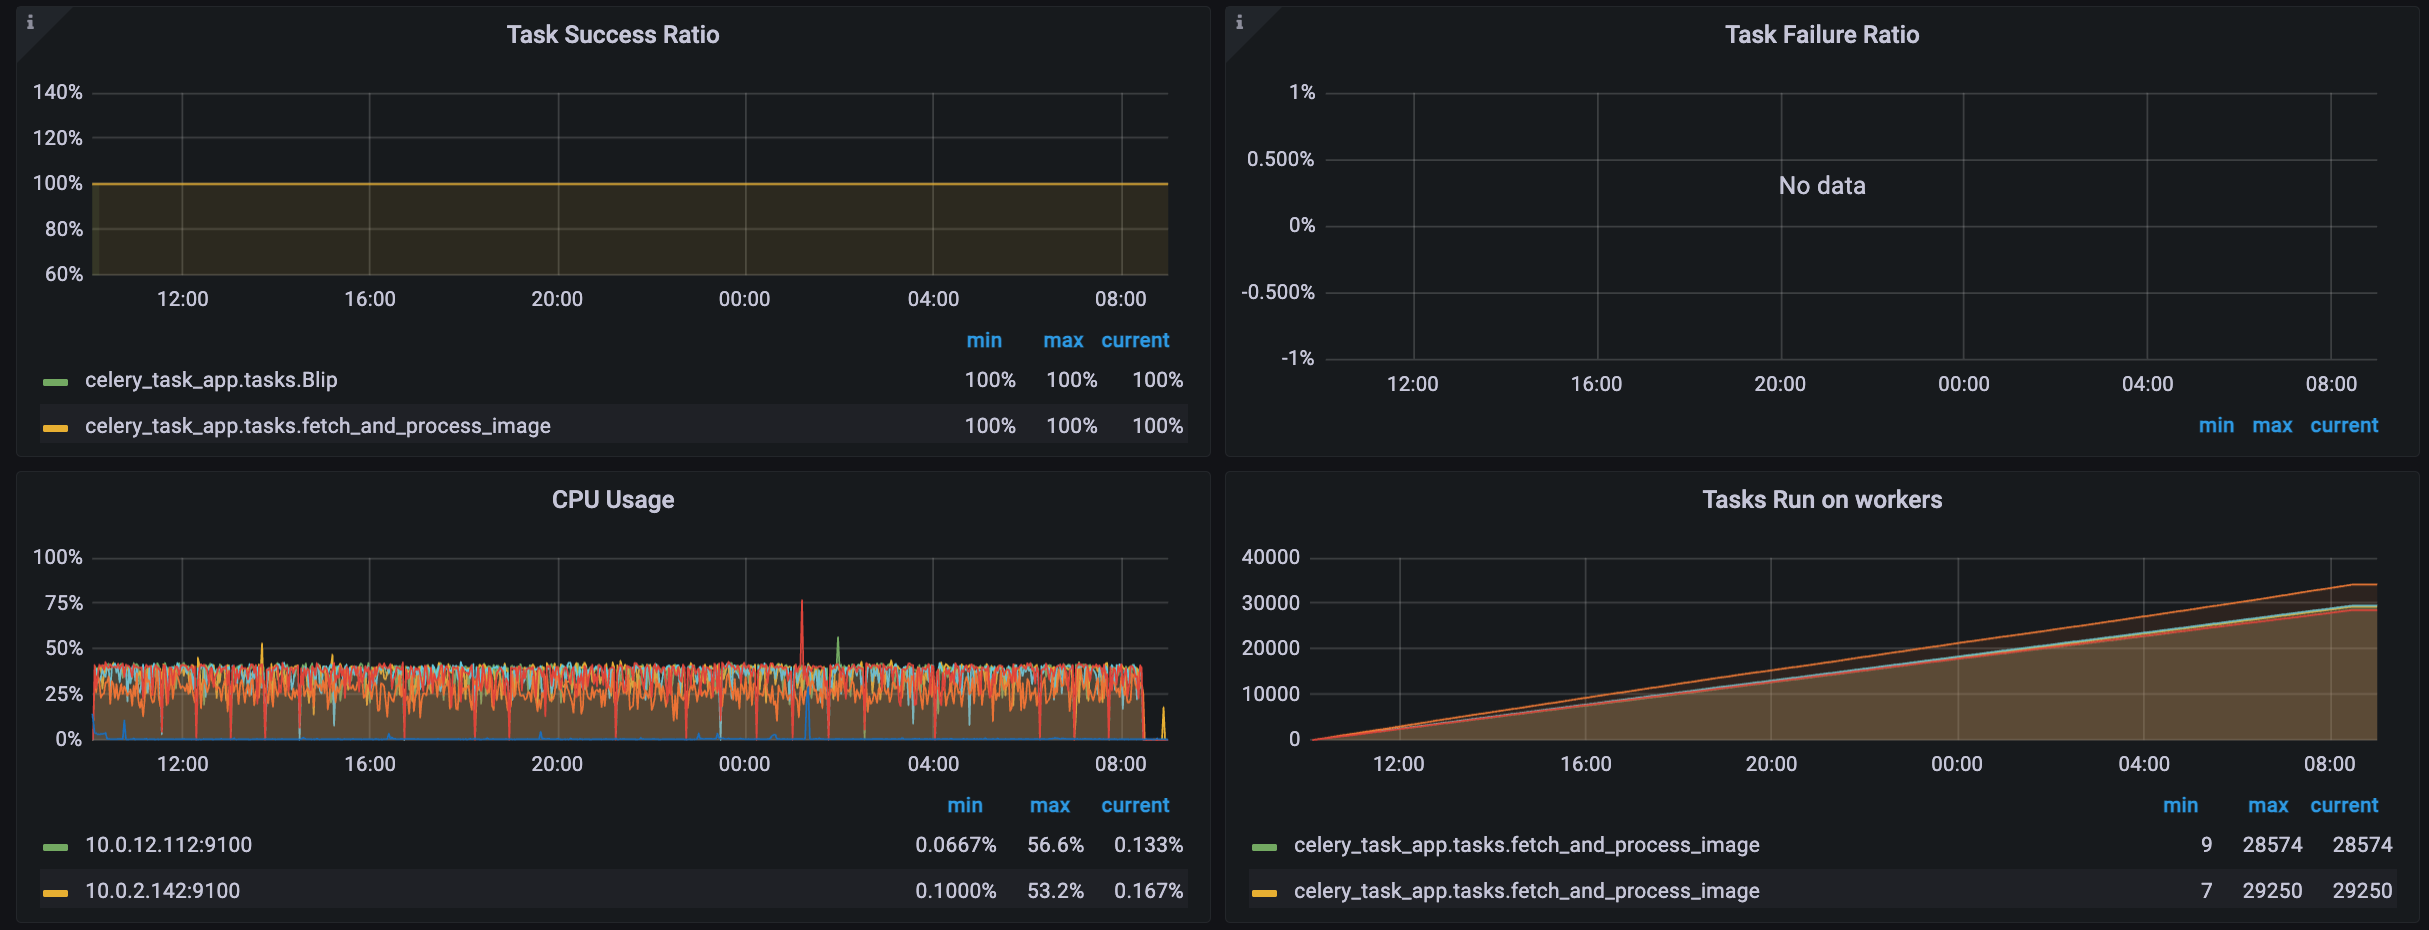 Task Success Ratio
140%
120%
100%
80%
60%
12:00 16:00 20:00 00:00 04:00 08:00
min max current
celery_task_app.tasks.Blip 100% 100% 100%
celery_task_app.tasks.fetch_and_process_image 100% 100% 100%
Task Failure Ratio
1%
0.500%
No data
0%
-0.500%
-1%
12:00 16:00 20:00 00:00 04:00 08:00
min max current
CPU Usage
100%
75%
50%
25%
0%
12:00 16:00 20:00 00:00 04:00 08:00
min max current
10.0.12.112:9100 0.0667% 56.6% 0.133%
10.0.2.142:9100 0.1000% 53.2% 0.167%
Tasks Run on workers
40000
30000
20000
10000
0
12:00 16:00 20:00 00:00 04:00 08:00
min max current
celery_task_app.tasks.fetch_and_process_image 9 28574 28574
celery_task_app.tasks.fetch_and_process_image 7 29250 29250